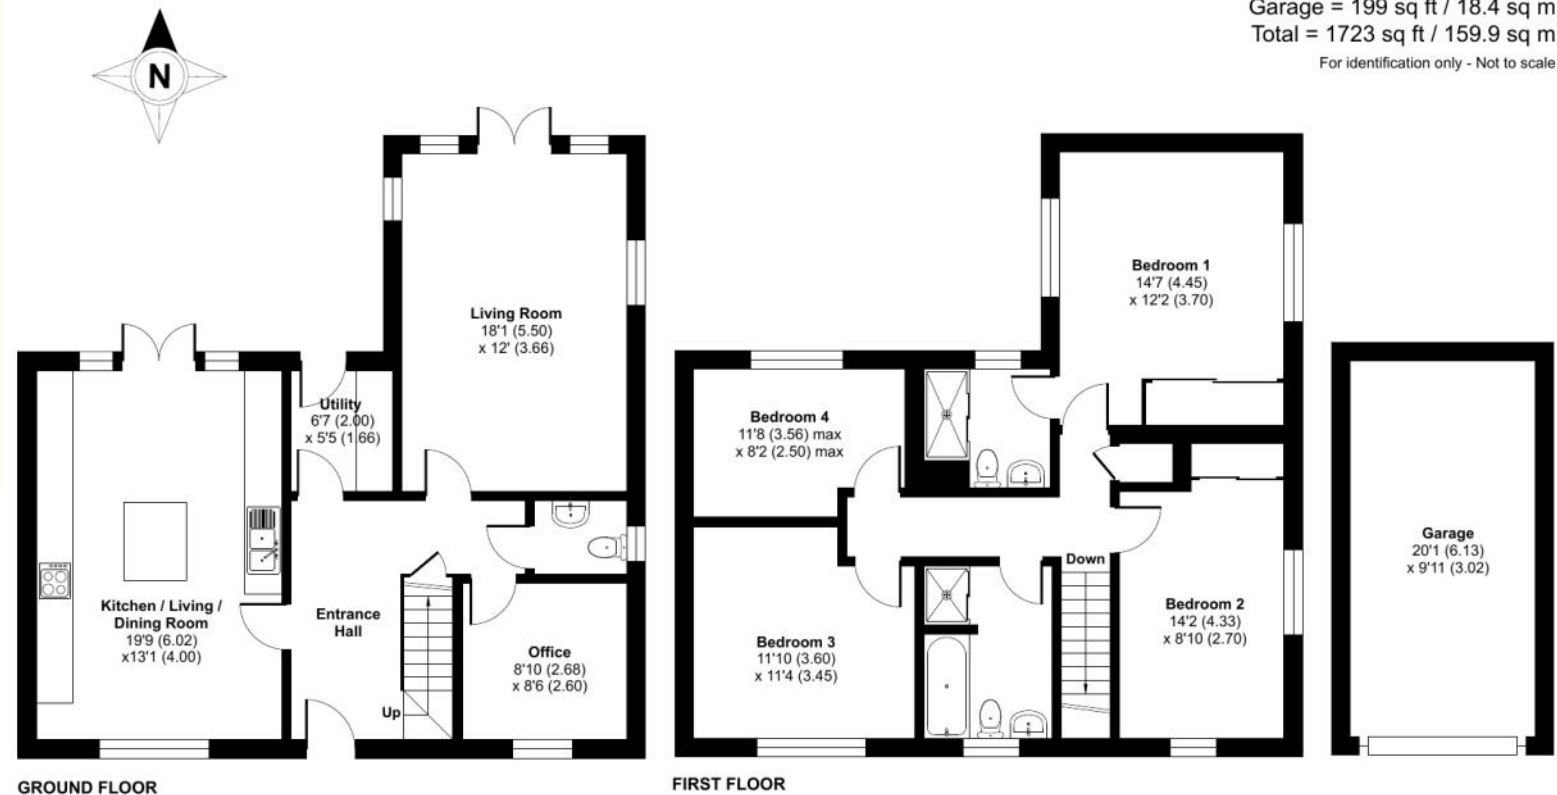 Garage = 199 sq ft / 18.4 sq m
Total = 1723 sq ft / 159.9 sq m
For identification only - Not to scale
N
Living Room
18'1 (5.50)
x 12' (3.66)
Utility
6'7 (2.00)
x 5'5 (1.66)
Kitchen / Living /
Dining Room
19'9 (6.02)
x13'1 (4.00)
Entrance
Hall
Up
Office
8'10 (2.68)
x 8'6 (2.60)
GROUND FLOOR
Bedroom 1
14'7 (4.45)
x 12'2 (3.70)
Bedroom 4
11'8 (3.56) max
x 8'2 (2.50) max
Down
Bedroom 2
14'2 (4.33)
x 8'10 (2.70)
Bedroom 3
11'10 (3.60)
x 11'4 (3.45)
FIRST FLOOR
Garage
20'1 (6.13)
x 9'11 (3.02)